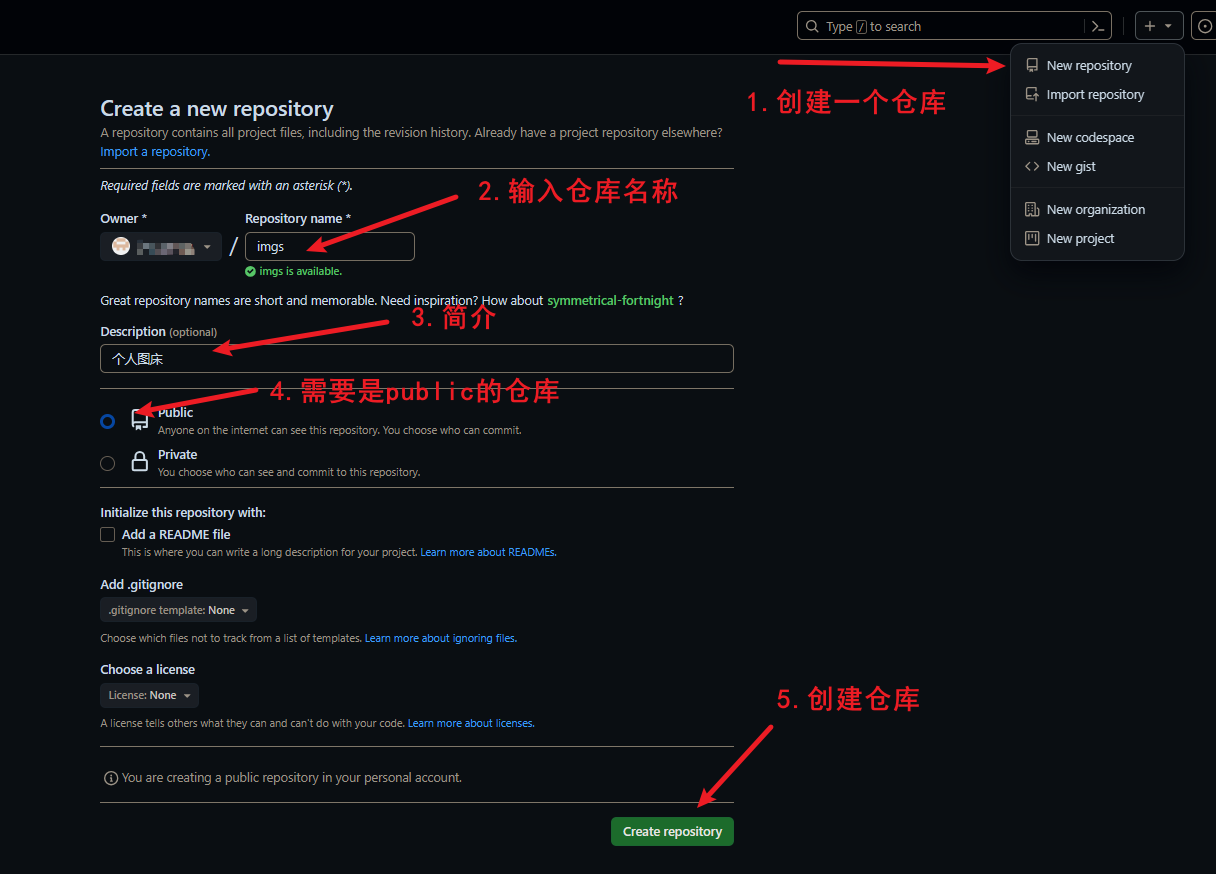 Type / to search
New repository
Import repository
New codespace
New gist
New organization
New project
1. 创建一个仓库
Create a new repository
A repository contains all project files, including the revision history. Already have a project repository elsewhere?
Import a repository.
Required fields are marked with an asterisk (*).
2. 输入仓库名称
Owner *
Repository name *
/
imgs
imgs is available.
Great repository names are short and memorable. Need inspiration? How about symmetrical-fortnight ?
3. 简介
Description (optional)
个人图床
4. 需要是public的仓库
Public
Anyone on the internet can see this repository. You choose who can commit.
Private
You choose who can see and commit to this repository.
Initialize this repository with:
Add a README file
This is where you can write a long description for your project. Learn more about READMEs.
Add .gitignore
.gitignore template: None
Choose which files not to track from a list of templates. Learn more about ignoring files.
Choose a license
License: None
A license tells others what they can and can't do with your code. Learn more about licenses.
5. 创建仓库
You are creating a public repository in your personal account.
Create repository